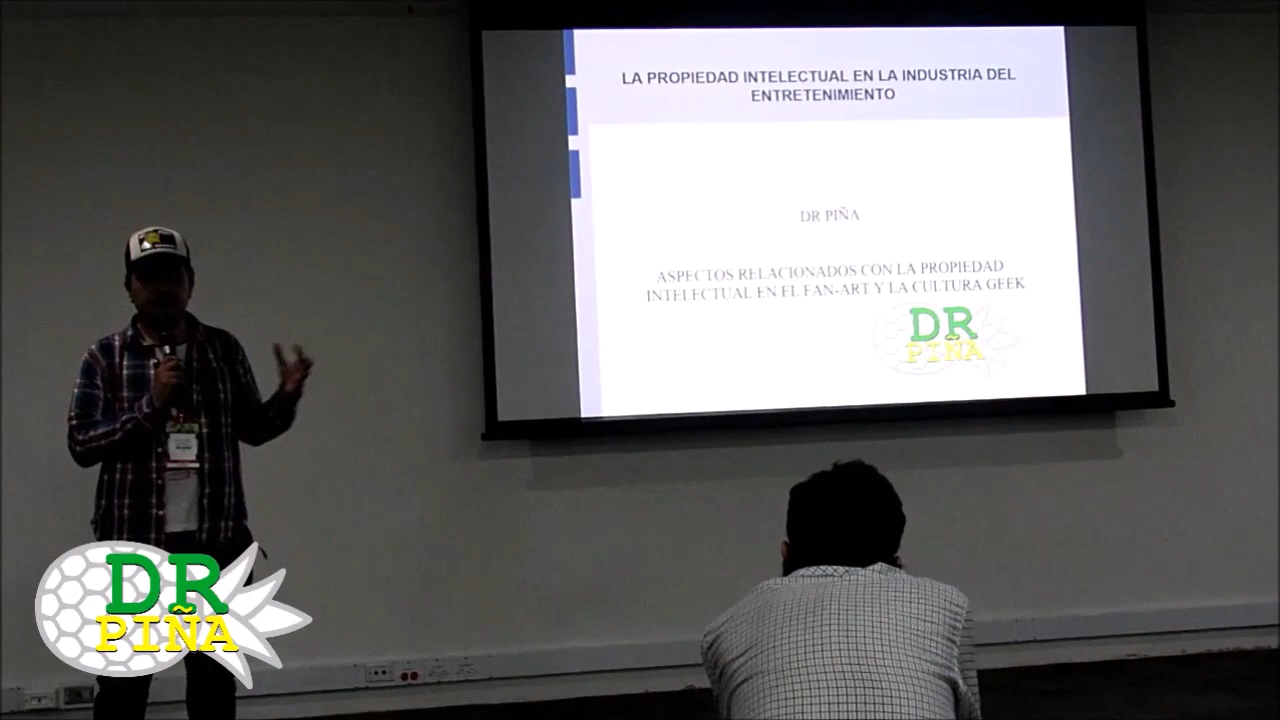 LA PROPIEDAD INTELECTUAL EN LA INDUSTRIA DEL
ENTRETENIMIENTO
DR PIÑA
ASPECTOS RELACIONADOS CON LA PROPIEDAD
INTELECTUAL EN EL FAN-ART Y LA CULTURA GEEK
DR
PIÑA
DR
PIÑA